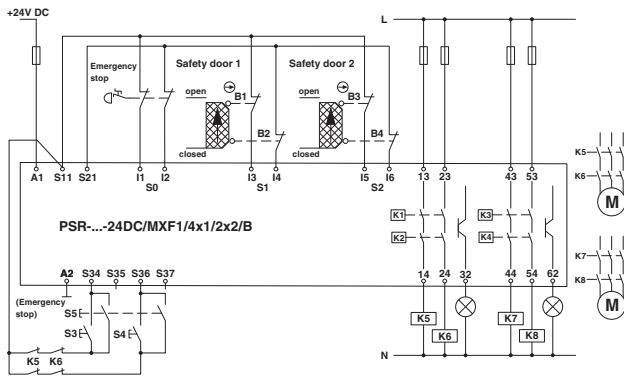 +24V DC
L
Emergency stop
Safety door 1
Safety door 2
open
B1
open
B3
B2
B4
closed
closed
K5
K6
M
A1 S11 S21 I1 I2 I3 I4 I5 I6 13 23 43 53
S0 S1 S2
PSR-...-24DC/MXF1/4x1/2x2/B
K1 K3
K2 K4
K7
K8
M
A2 S34 S35 S36 S37 14 24 32 44 54 62
(Emergency stop)
S5
S3 S4
K5 K7
K6 K8
K5 K6
N